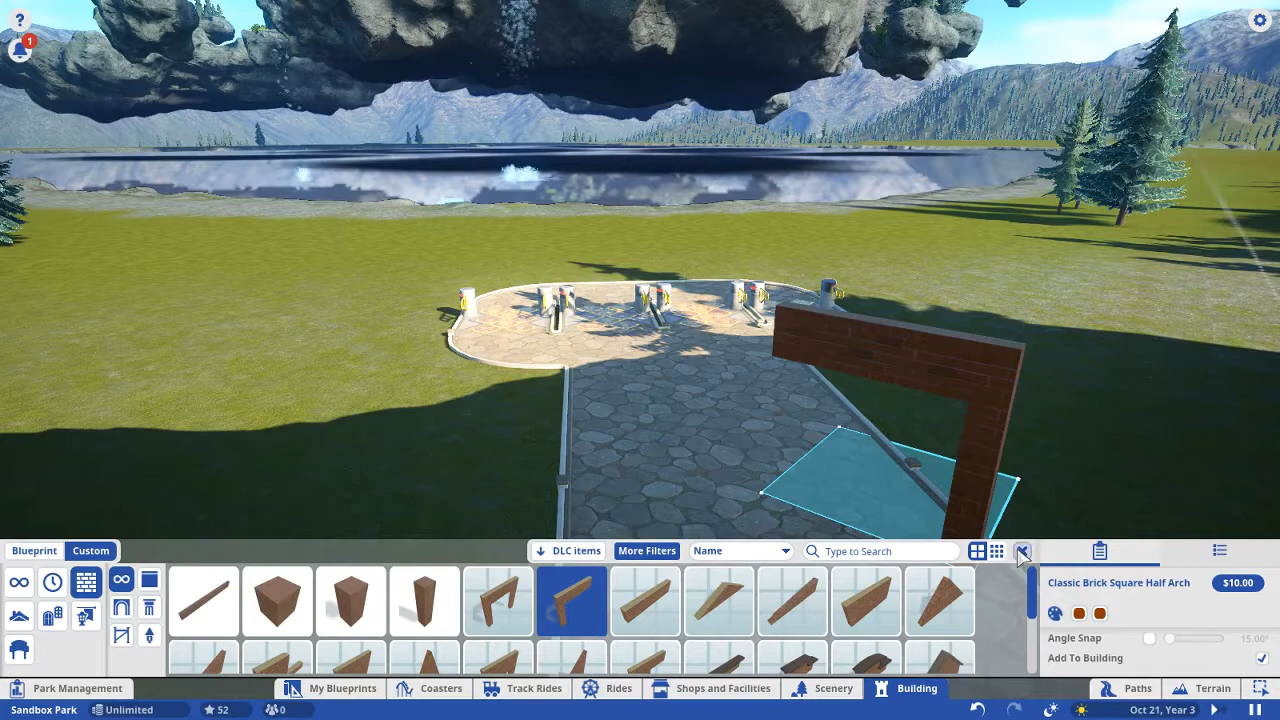 ?
1
Blueprint
Custom
DLC items
More Filters
Name
Type to Search
Classic Brick Square Half Arch
$10.00
Angle Snap
15.00°
Add To Building
Park Management
My Blueprints
Coasters
Track Rides
Rides
Shops and Facilities
Scenery
Building
Paths
Terrain
Sandbox Park
Unlimited
52
0
Oct 21, Year 3